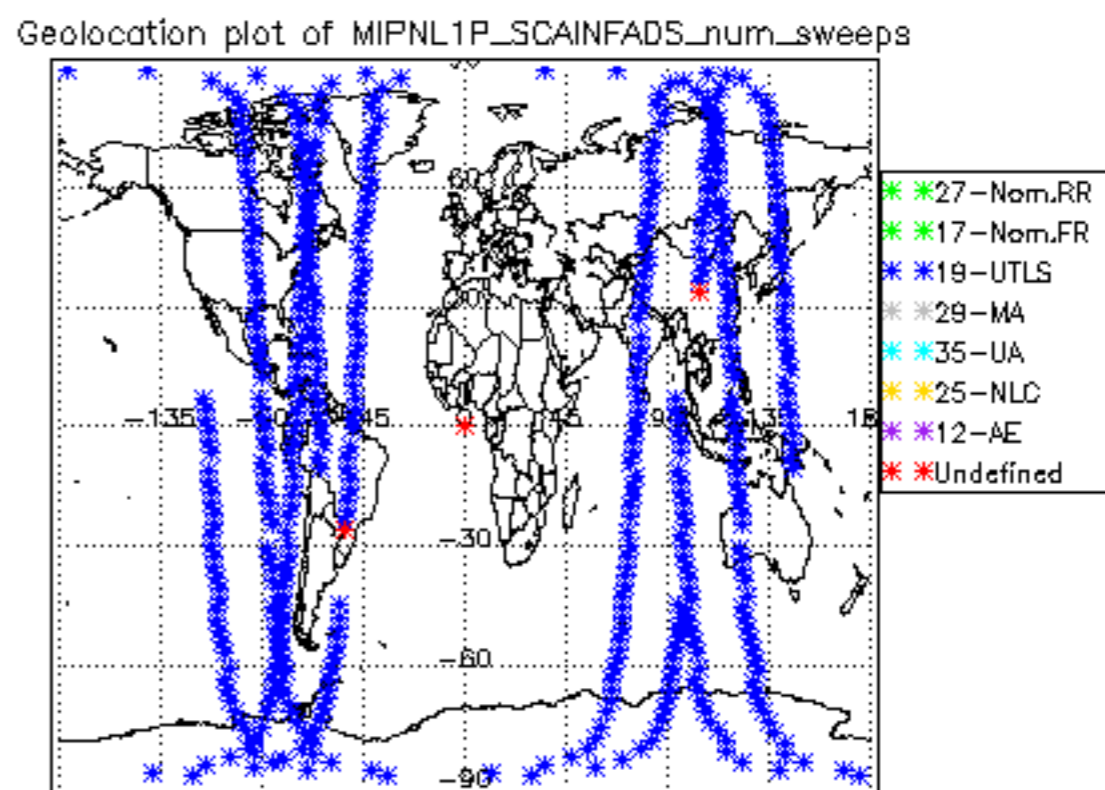 Geolocation plot of MIPNL1P_SCAINFADS_num_sweeps
60
27-Nom.RR
17-Nom.FR
19-UTLS
29-MA
35-UA
25-NLC
12-AE
Undefined
-135
45
-30
-60
-90